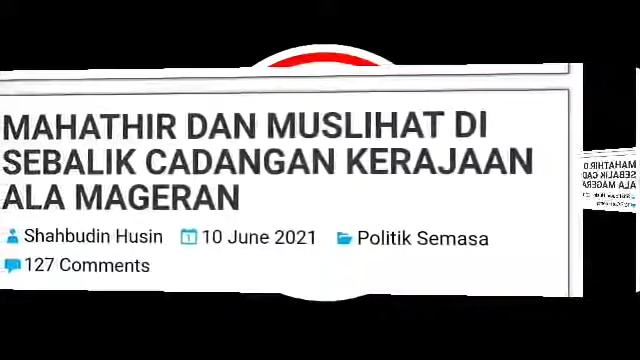 MAHATHIR DAN MUSLIHAT DI
SEBALIK CADANGAN KERAJAAN
ALA MAGERAN
Shahbudin Husin 10 June 2021 Politik Semasa
127 Comments